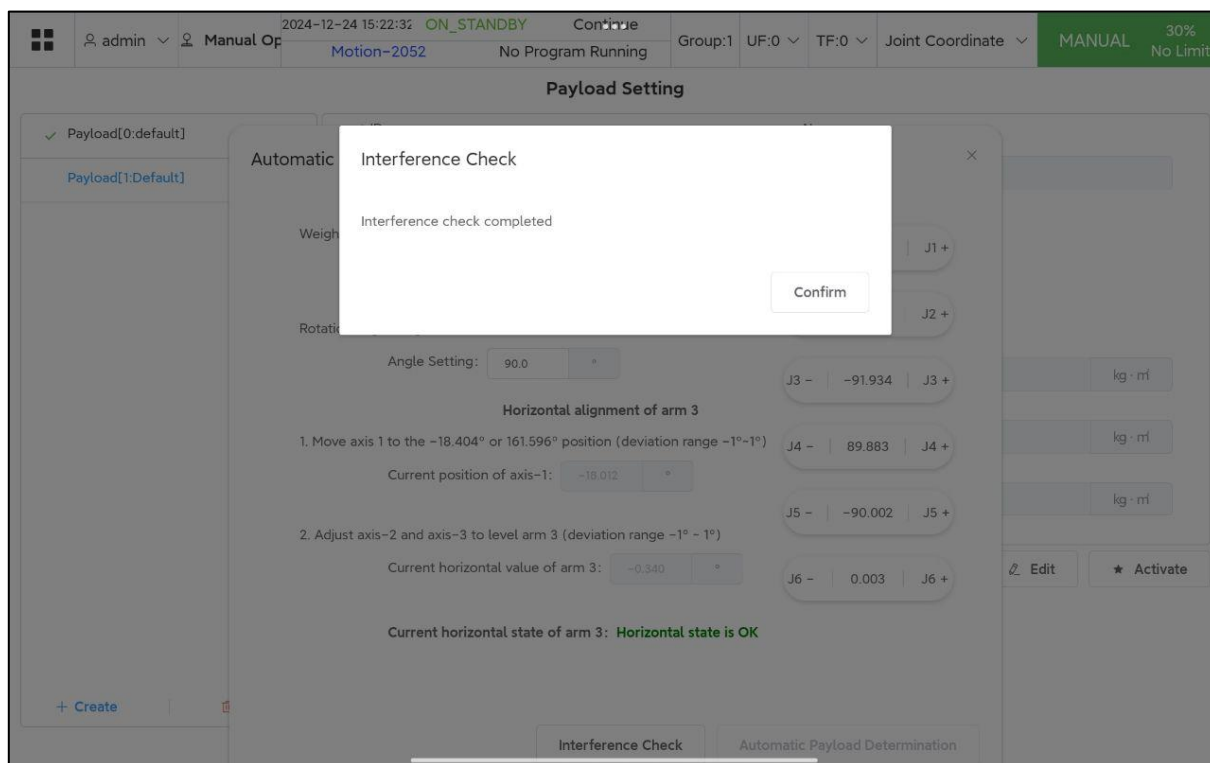 2024-12-24 15:22:32 ON_STANDBY Continue
admin Manual Op Group:1 UF:0 TF:0 Joint Coordinate MANUAL 30%
Motion-2052 No Program Running No Limit
Payload Setting
Payload[0:default]
Payload[1:Default]
Automatic
Interference Check
Interference check completed
Confirm
Weigh
J1 +
J2 +
Angle Setting: 90.0 °
J3 - -91.934 J3 + kg · m²
Horizontal alignment of arm 3
1. Move axis 1 to the -18.404° or 161.596° position (deviation range -1°~1°)
J4 - 89.883 J4 + kg · m²
Current position of axis-1: -18.012 °
J5 - -90.002 J5 + kg · m²
2. Adjust axis-2 and axis-3 to level arm 3 (deviation range -1° ~ 1°)
Current horizontal value of arm 3: -0.340 °
J6 - 0.003 J6 + Edit Activate
Current horizontal state of arm 3: Horizontal state is OK
+ Create
Interference Check Automatic Payload Determination